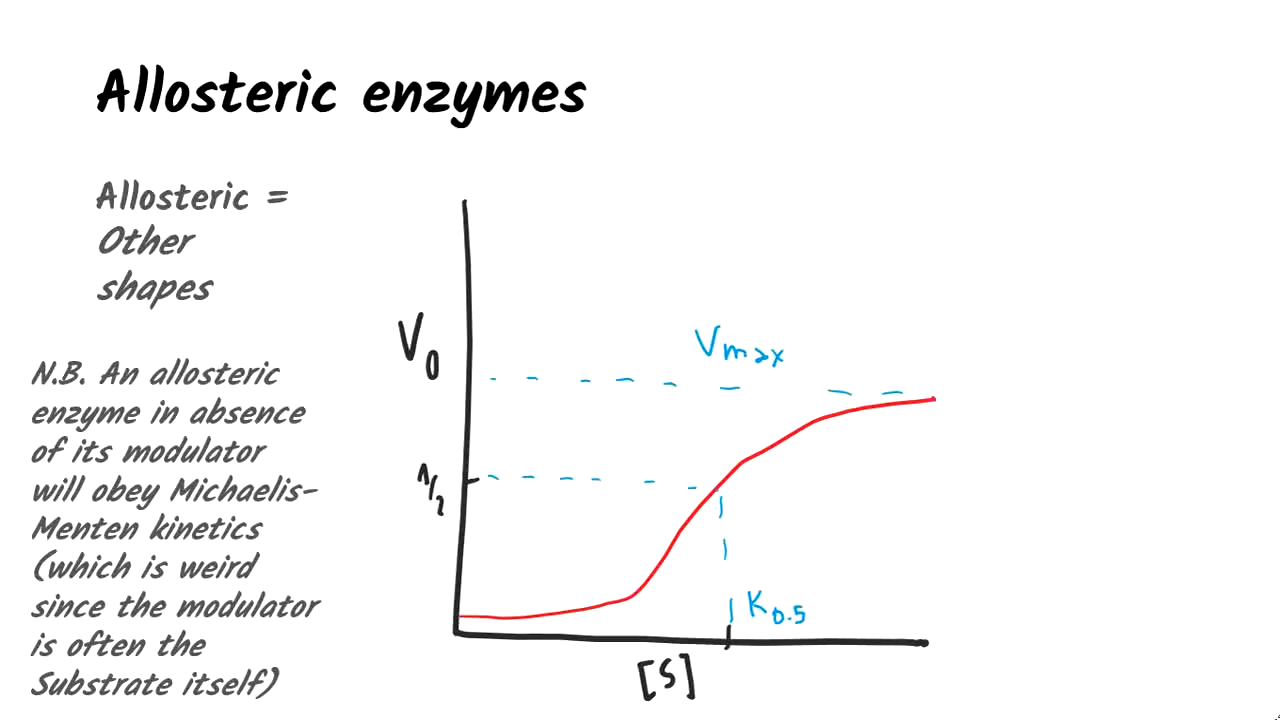 Allosteric enzymes
Allosteric =
Other
shapes
N.B. An allosteric
enzyme in absence
of its modulator
will obey Michaelis-
Menten kinetics
(which is weird
since the modulator
is often the
Substrate itself)
V0
Vmax
1/2
K0.5
[S]